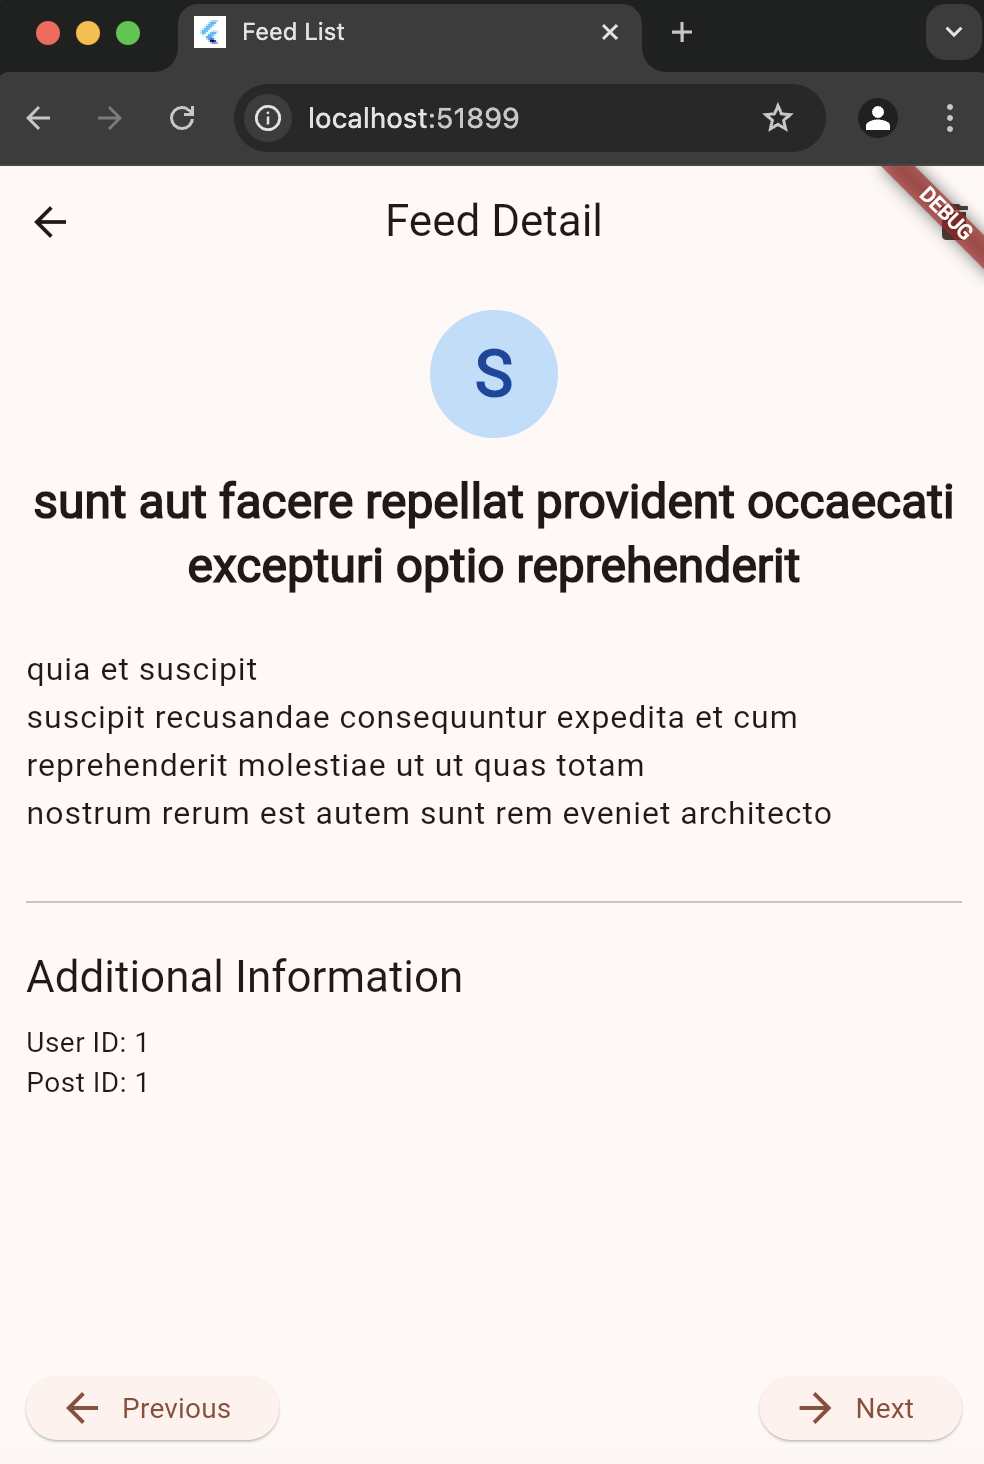 Feed List
localhost:51899
Feed Detail
DEBUG
S
sunt aut facere repellat provident occaecati
excepturi optio reprehenderit
quia et suscipit
suscipit recusandae consequuntur expedita et cum
reprehenderit molestiae ut ut quas totam
nostrum rerum est autem sunt rem eveniet architecto
Additional Information
User ID: 1
Post ID: 1
Previous
Next